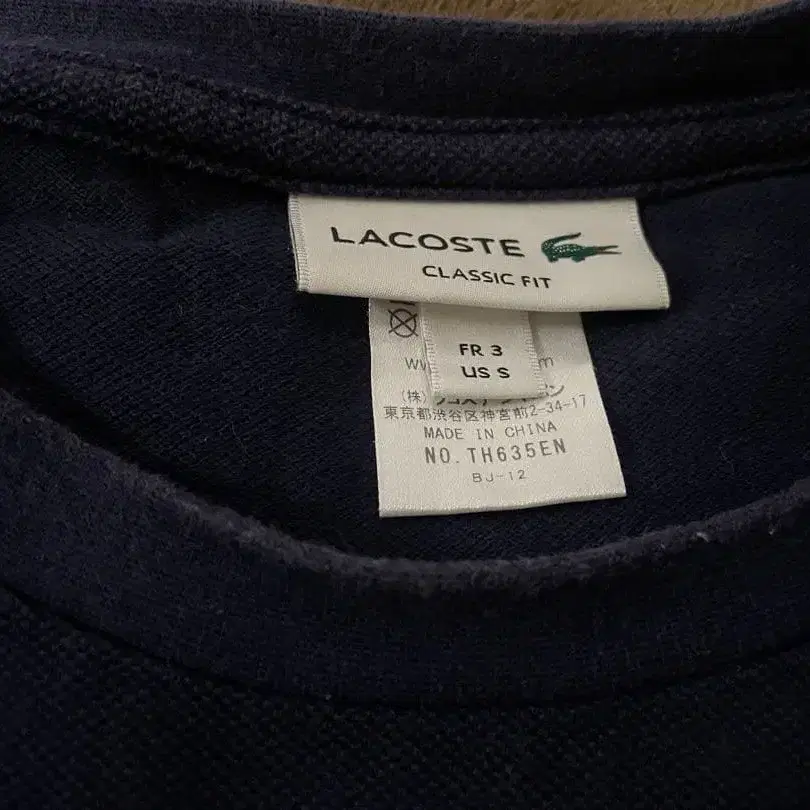 LACOSTE
CLASSIC FIT
FR 3
US S
(株)
東京都渋谷区神宮前2-34-17
MADE IN CHINA
NO. TH635EN
BJ-12